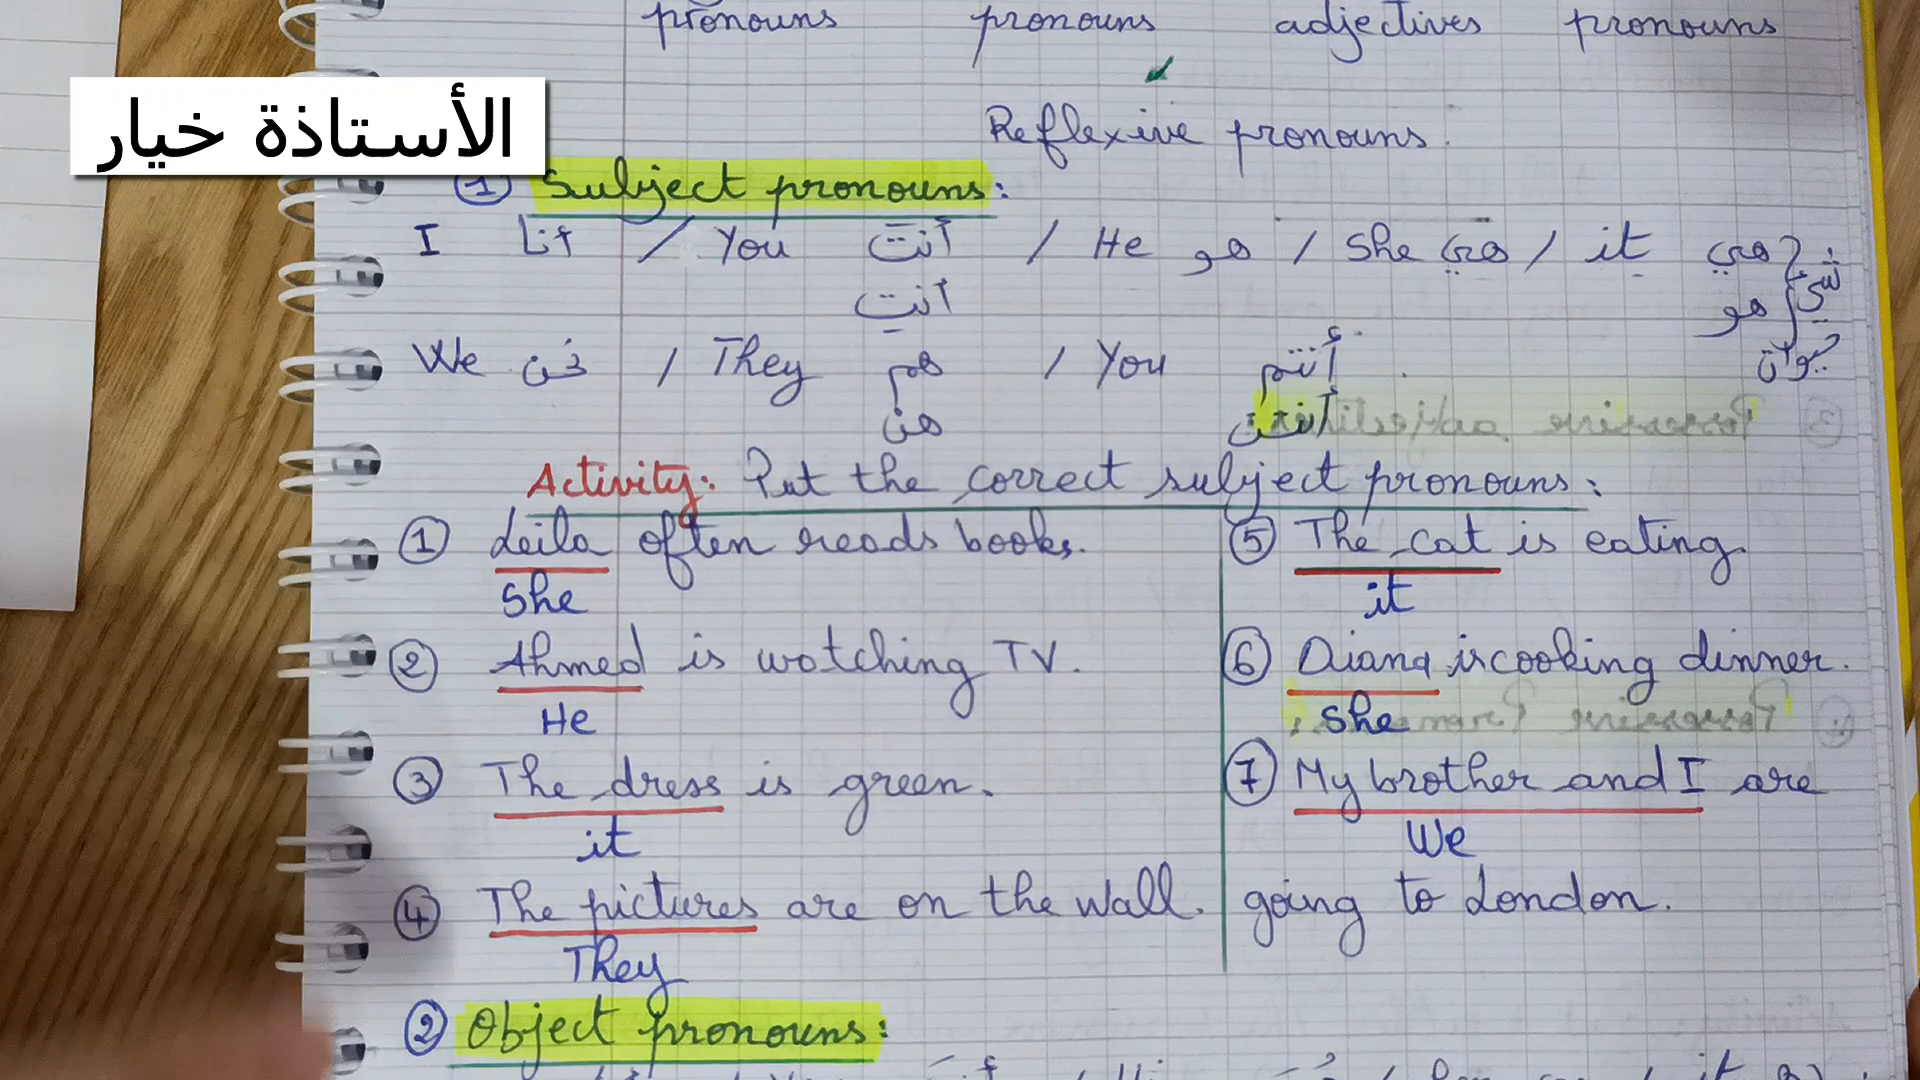 pronouns pronouns adjectives pronouns
Reflexive pronouns.
الأستاذة خيار
① Subject pronouns:
I أنا / You أنتَ / He هو / She هي / it هي } شيء
أنتِ هو } حيوان
We نحن / They هم / You أنتم
هن أنتن
Activity: Put the correct subject pronouns:
① Leila often reads books.
She
② Ahmed is watching TV.
He
③ The dress is green.
it
④ The pictures are on the wall.
They
⑤ The cat is eating.
it
⑥ Diana is cooking dinner.
She
⑦ My brother and I are
We
going to London.
② Object pronouns: